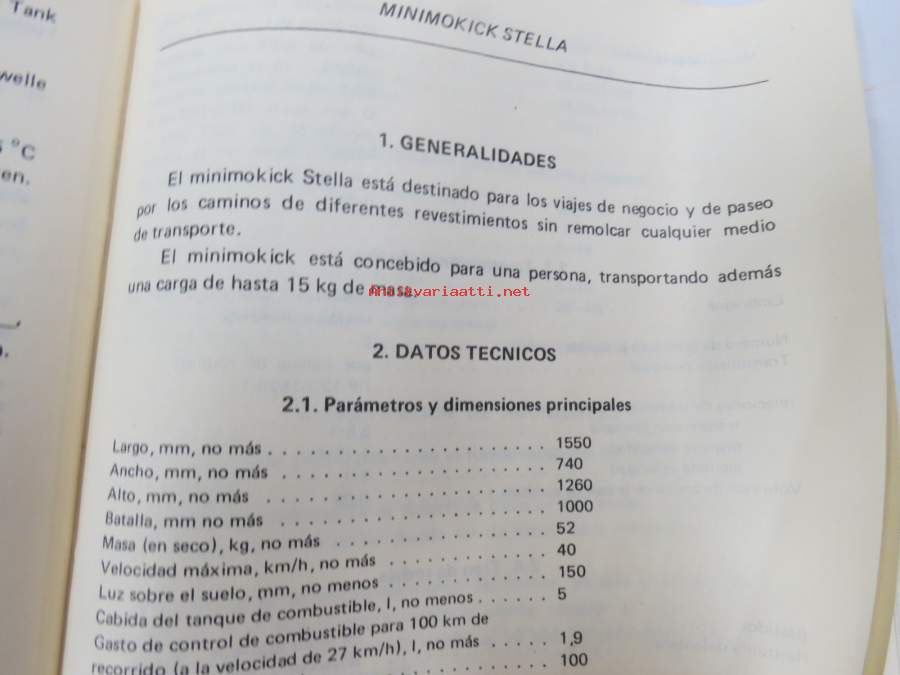 Tank
welle
°C
en.
MINIMOKICK STELLA
1. GENERALIDADES
El minimokick Stella está destinado para los viajes de negocio y de paseo
por los caminos de diferentes revestimientos sin remolcar cualquier medio
de transporte.
El minimokick está concebido para una persona, transportando además
una carga de hasta 15 kg de masa.
nhastavariaatti.net
2. DATOS TECNICOS
2.1. Parámetros y dimensiones principales
Largo, mm, no más . . . . . . . . . . . . . . . . . . . . . . 1550
Ancho, mm, no más . . . . . . . . . . . . . . . . . . . . . 740
Alto, mm, no más . . . . . . . . . . . . . . . . . . . . . . 1260
Batalla, mm no más . . . . . . . . . . . . . . . . . . . . . 1000
Masa (en seco), kg, no más . . . . . . . . . . . . . . . . . 52
Velocidad máxima, km/h, no más . . . . . . . . . . . . . 40
Luz sobre el suelo, mm, no menos . . . . . . . . . . . . 150
Cabida del tanque de combustible, l, no menos . . . . . . 5
Gasto de control de combustible para 100 km de
recorrido (a la velocidad de 27 km/h), l, no más . . . . . . 1,9
. . . . . . . . . . . 100